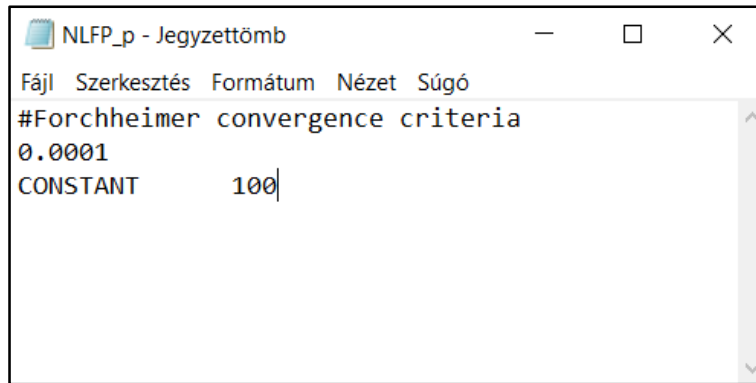 NLFP_p - Jegyzettömb
Fájl Szerkesztés Formátum Nézet Súgó
#Forchheimer convergence criteria
0.0001
CONSTANT 100